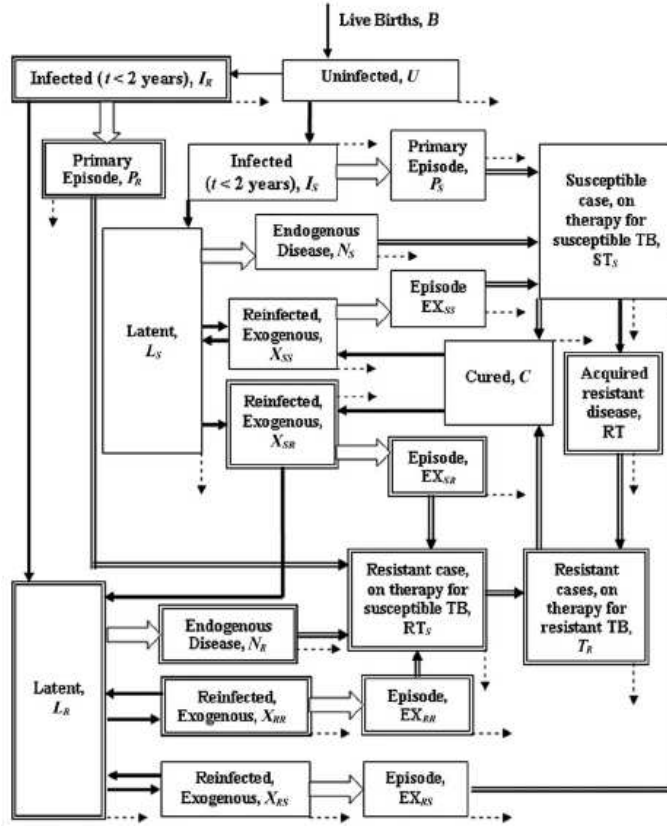 Live Births, B
Infected (t < 2 years), I_R
Uninfected, U
Primary
Episode, P_R
Infected
(t < 2 years), I_S
Primary
Episode,
P_S
Susceptible
case, on
therapy for
susceptible TB,
ST_S
Endogenous
Disease, N_S
Episode
EX_SS
Latent,
L_S
Reinfected,
Exogenous,
X_SS
Cured, C
Acquired
resistant
disease,
RT
Reinfected,
Exogenous,
X_SR
Episode,
EX_SR
Resistant case,
on therapy for
susceptible TB,
RT_S
Resistant cases, on
therapy for
resistant TB,
T_R
Endogenous
Disease, N_R
Latent,
L_R
Reinfected,
Exogenous, X_RR
Episode,
EX_RR
Reinfected,
Exogenous, X_RS
Episode,
EX_RS